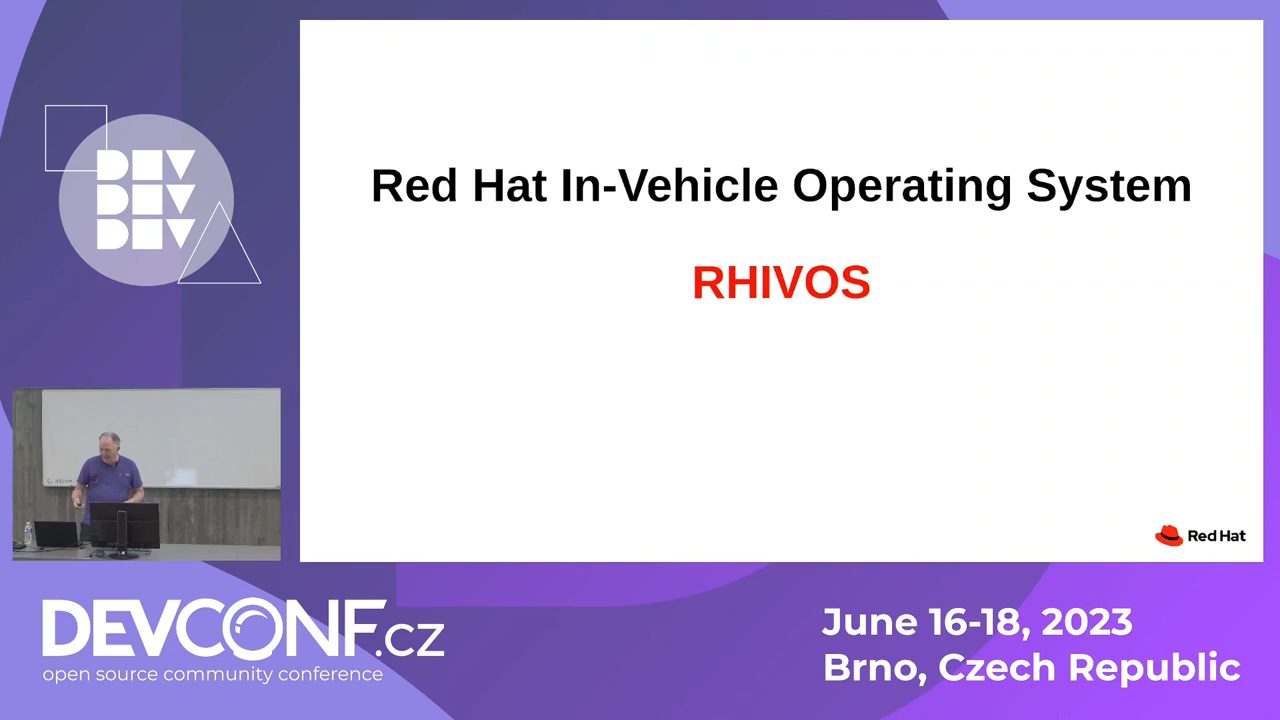 DEV
DEV
DEV
Red Hat In-Vehicle Operating System
RHIVOS
Red Hat
DEVCONF.cz
open source community conference
June 16-18, 2023
Brno, Czech Republic